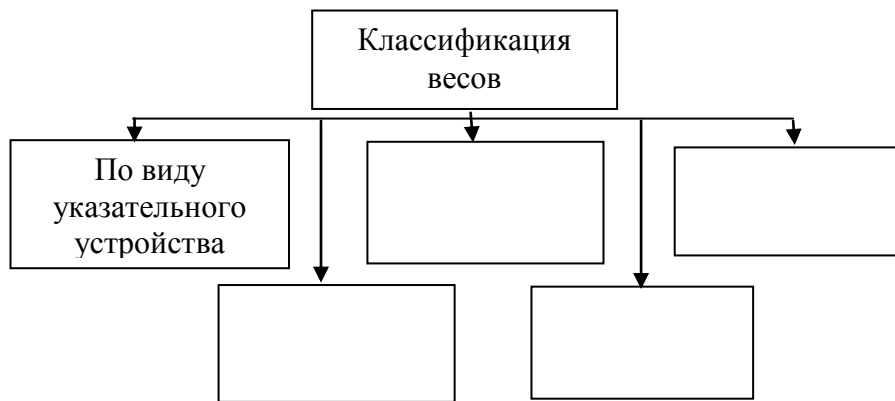 Классификация
весов
По виду
указательного
устройства